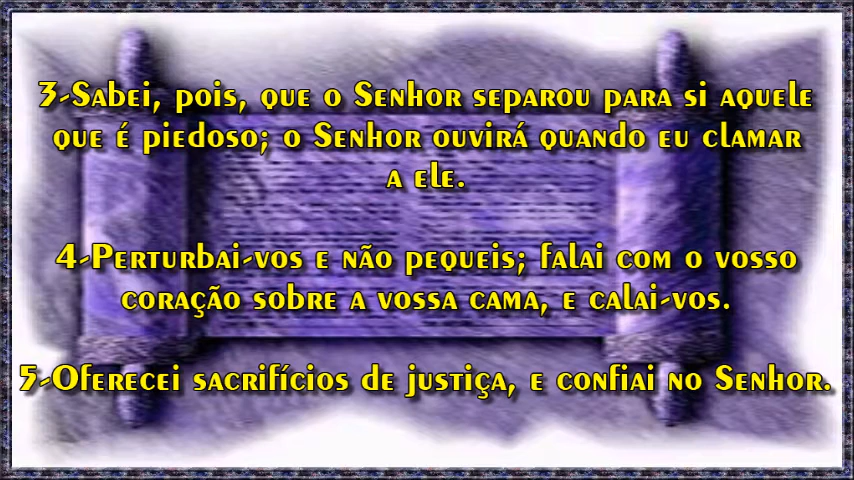 3-Sabei, pois, que o Senhor separou para si aquele
que é piedoso; o Senhor ouvirá quando eu clamar
a ele.
4-Perturbai-vos e não pequeis; falai com o vosso
coração sobre a vossa cama, e calai-vos.
5-Oferecei sacrifícios de justiça, e confiai no Senhor.